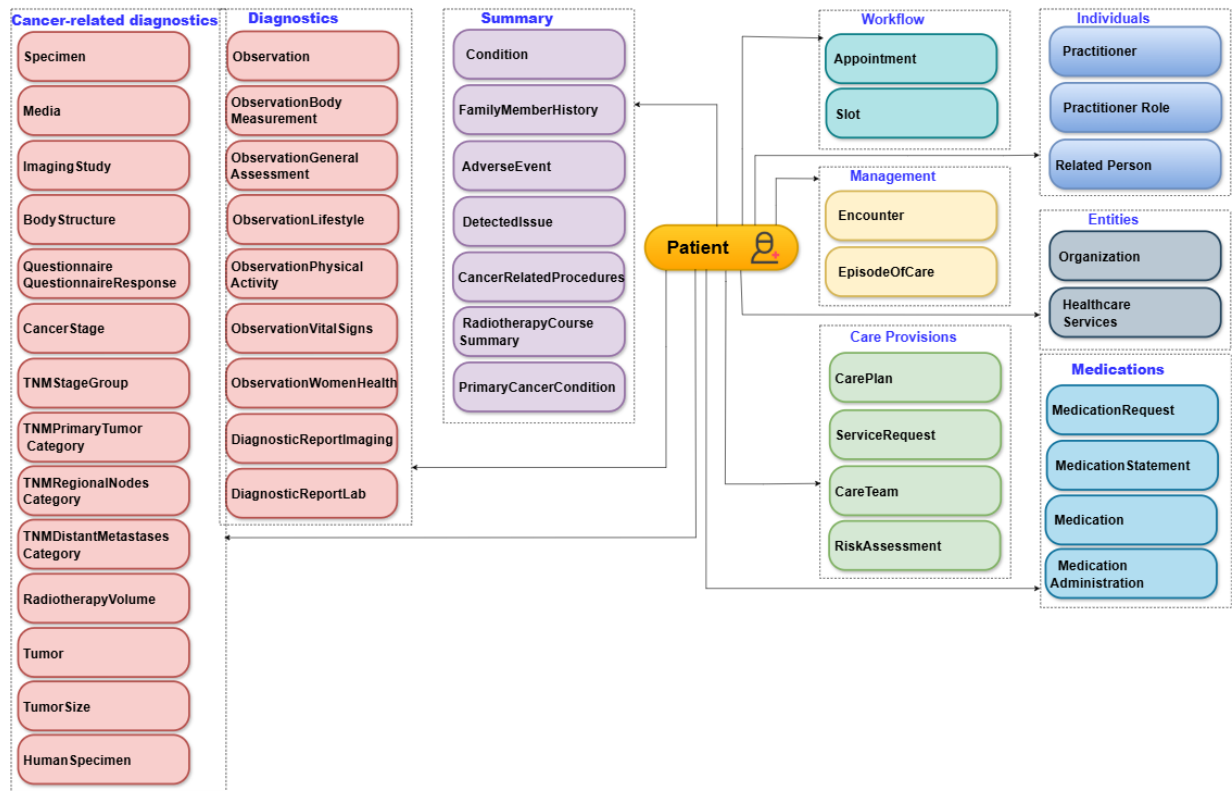 Cancer-related diagnostics
Specimen
Media
ImagingStudy
BodyStructure
Questionnaire
QuestionnaireResponse
CancerStage
TNMStageGroup
TNMPrimaryTumor
Category
TNMRegionalNodes
Category
TNMDistantMetastases
Category
RadiotherapyVolume
Tumor
TumorSize
HumanSpecimen
Diagnostics
Observation
ObservationBody
Measurement
ObservationGeneral
Assessment
ObservationLifestyle
ObservationPhysical
Activity
ObservationVitalSigns
ObservationWomenHealth
DiagnosticReportImaging
DiagnosticReportLab
Summary
Condition
FamilyMemberHistory
AdverseEvent
DetectedIssue
CancerRelatedProcedures
RadiotherapyCourse
Summary
PrimaryCancerCondition
Patient
Workflow
Appointment
Slot
Management
Encounter
EpisodeOfCare
Care Provisions
CarePlan
ServiceRequest
CareTeam
RiskAssessment
Individuals
Practitioner
Practitioner Role
Related Person
Entities
Organization
Healthcare
Services
Medications
MedicationRequest
MedicationStatement
Medication
Medication
Administration